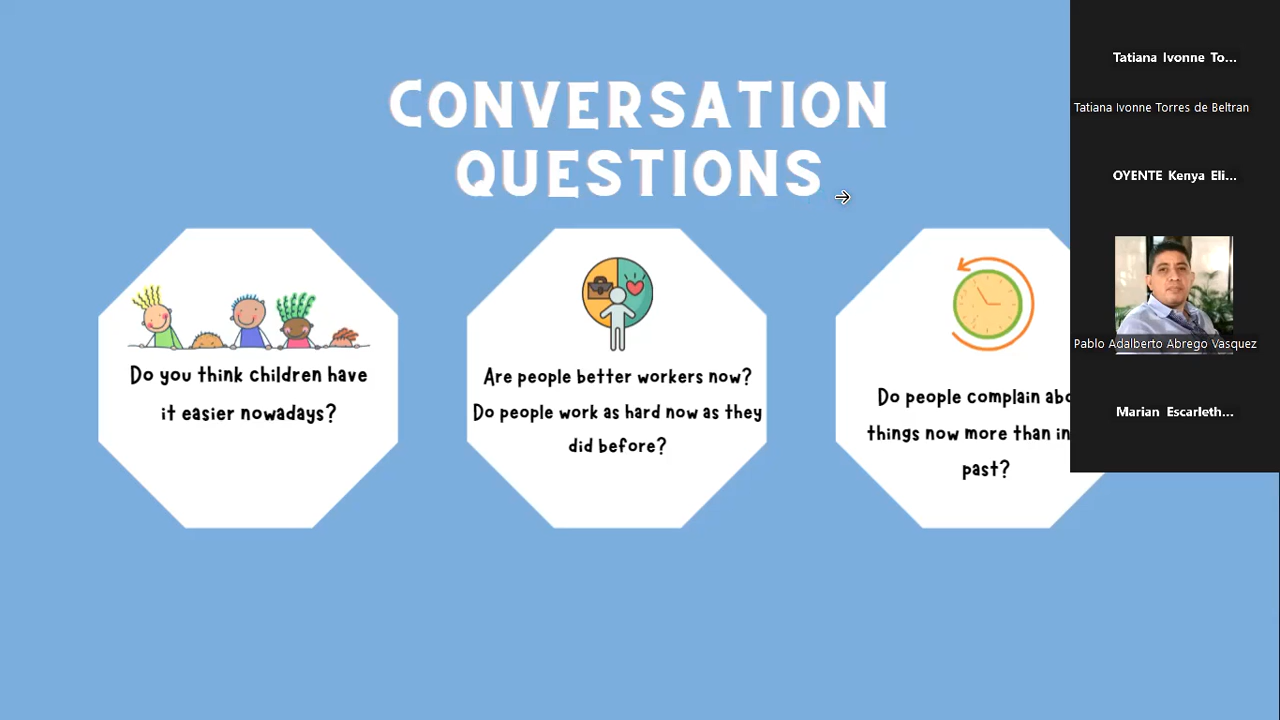 CONVERSATION
QUESTIONS
Do you think children have
it easier nowadays?
Are people better workers now?
Do people work as hard now as they
did before?
Do people complain
things now more than
past?
Tatiana Ivonne To...
Tatiana Ivonne Torres de Beltran
OYENTE Kenya Eli...
Pablo Adalberto Abrego Vasquez
Marian Escarleth...